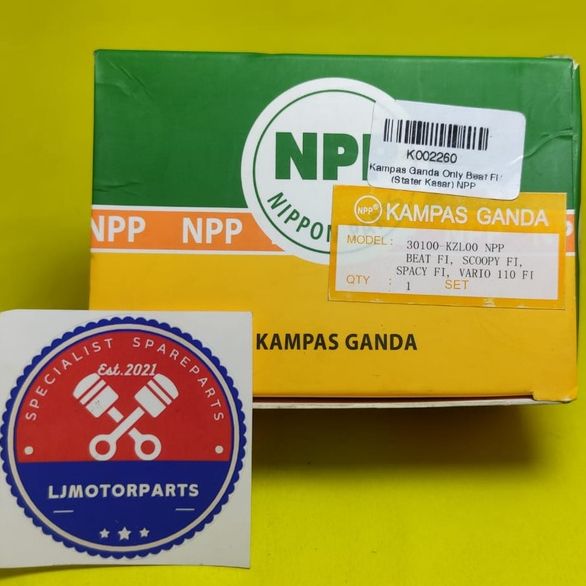 NPP
NIPPON
K002260
Kampas Ganda Only Beat FI/
(Stater Kasar) NPP
NPP KAMPAS GANDA
MODEL: 30100-KZL00 NPP
BEAT FI, SCOOPY FI,
SPACY FI, VARIO 110 FI
QTY : 1 SET
NPP NPP
KAMPAS GANDA
SPECIALIST SPAREPARTS
Est.2021
LJMOTORPARTS